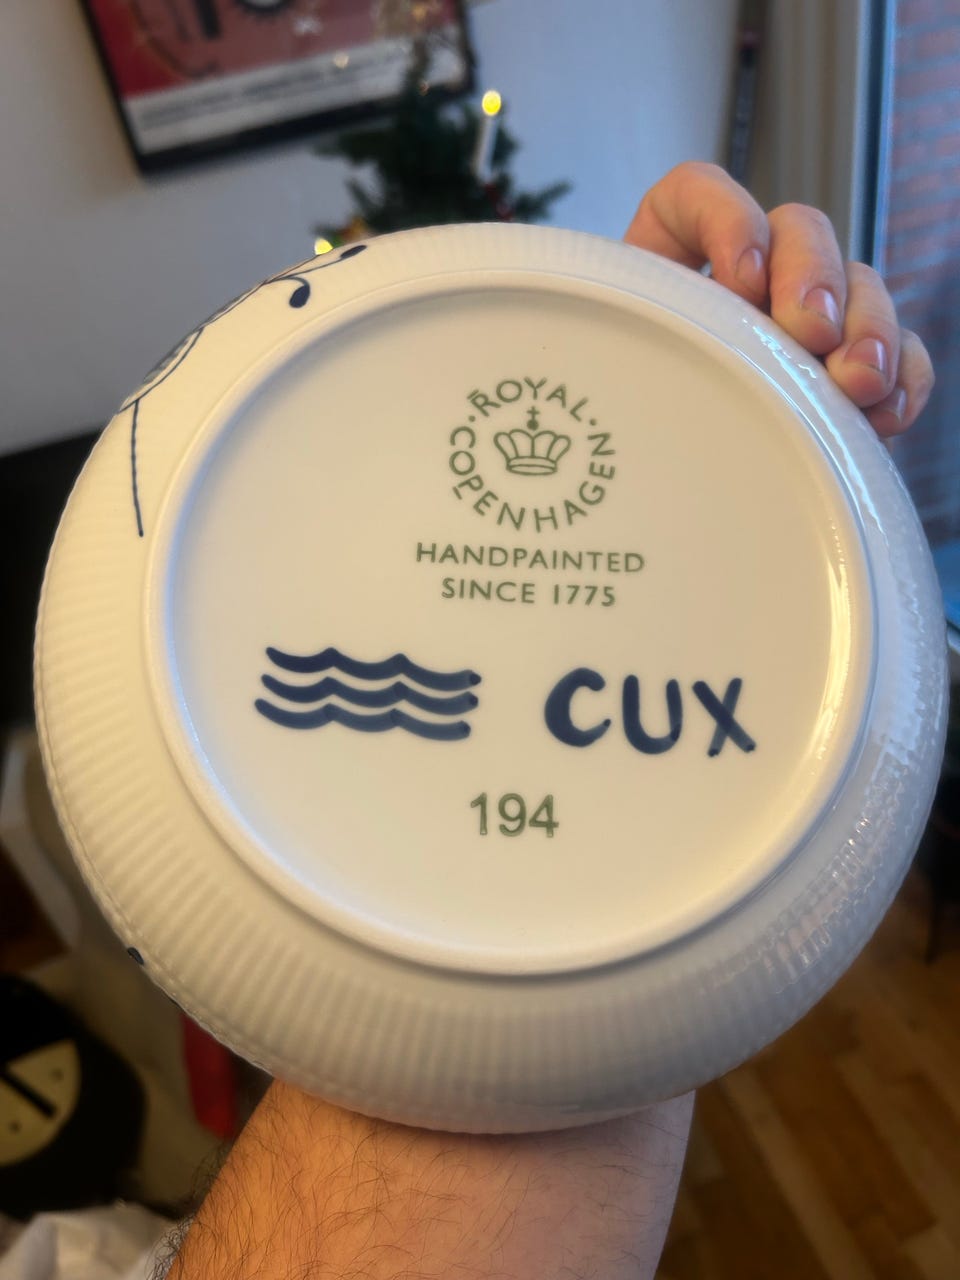 ROYAL
COPENHAGEN
HANDPAINTED
SINCE 1775
CUX
194